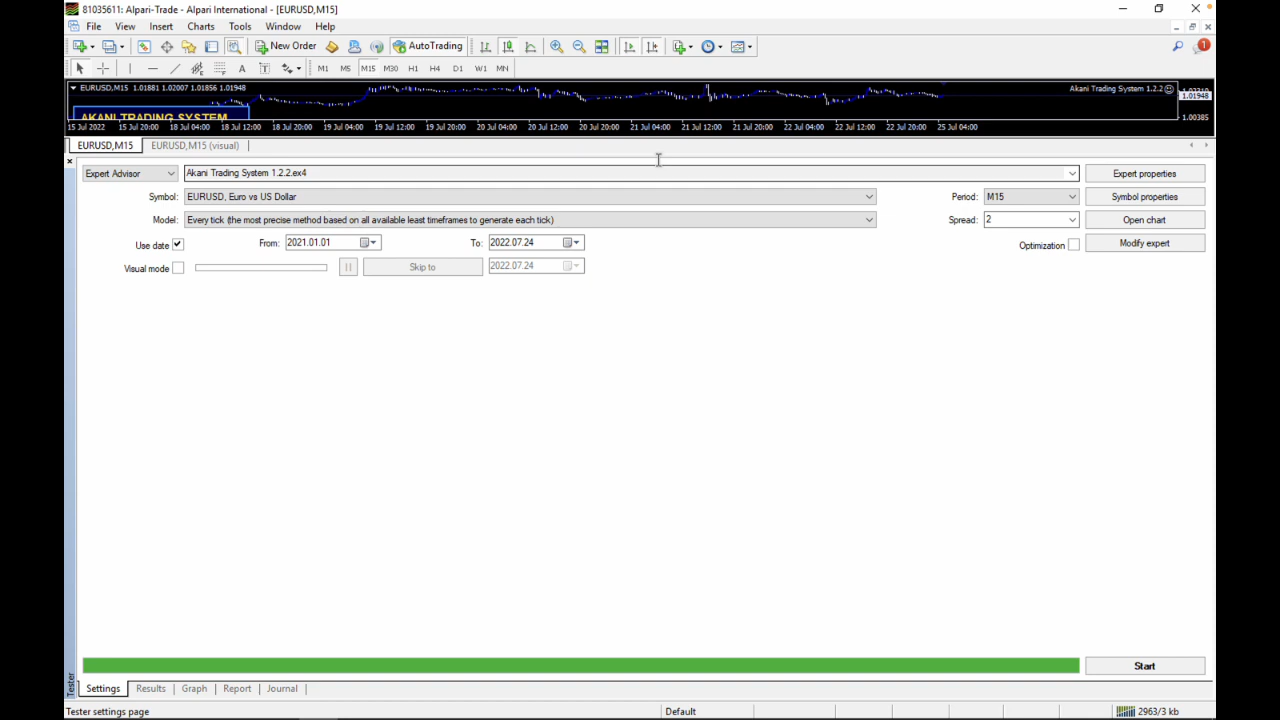 81035611: Alpari-Trade - Alpari International - [EURUSD,M15]
File View Insert Charts Tools Window Help
New Order AutoTrading 1
A T M1 M5 M15 M30 H1 H4 D1 W1 MN
EURUSD,M15 1.01881 1.02007 1.01856 1.01948 Akani Trading System 1.2.2
1.01948
AKANI TRADING SYSTEM 1.00385
15 Jul 2022 15 Jul 20:00 18 Jul 04:00 18 Jul 12:00 18 Jul 20:00 19 Jul 04:00 19 Jul 12:00 19 Jul 20:00 20 Jul 04:00 20 Jul 12:00 20 Jul 20:00 21 Jul 04:00 21 Jul 12:00 21 Jul 20:00 22 Jul 04:00 22 Jul 12:00 22 Jul 20:00 25 Jul 04:00
EURUSD,M15 EURUSD,M15 (visual)
Expert Advisor Akani Trading System 1.2.2.ex4 Expert properties
Symbol: EURUSD, Euro vs US Dollar Period: M15 Symbol properties
Model: Every tick (the most precise method based on all available least timeframes to generate each tick) Spread: 2 Open chart
Use date From: 2021.01.01 To: 2022.07.24 Optimization Modify expert
Visual mode Skip to 2022.07.24
Start
Tester
Settings Results Graph Report Journal
Tester settings page Default 2963/3 kb